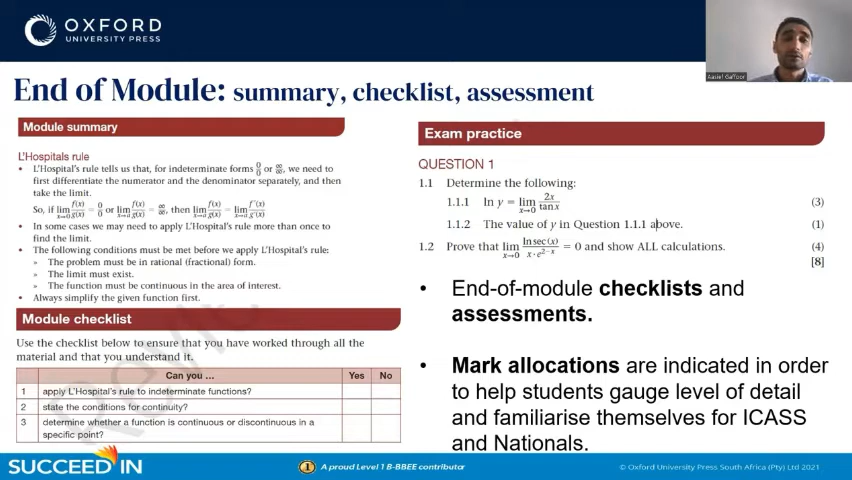 OXFORD
UNIVERSITY PRESS
Aasief Gaffoor
End of Module: summary, checklist, assessment
Module summary
L'Hospitals rule
• L'Hospital's rule tells us that, for indeterminate forms 0/0 or ∞/∞, we need to
first differentiate the numerator and the denominator separately, and then
take the limit.
So, if lim x→0 f(x)/g(x) = 0/0 or lim x→a f(x)/g(x) = ∞/∞, then lim x→a f(x)/g(x) = lim x→a f'(x)/g'(x)
• In some cases we may need to apply L'Hospital's rule more than once to
find the limit.
• The following conditions must be met before we apply L'Hospital's rule:
» The problem must be in rational (fractional) form.
» The limit must exist.
» The function must be continuous in the area of interest.
• Always simplify the given function first.
Module checklist
Use the checklist below to ensure that you have worked through all the
material and that you understand it.
Can you ... Yes No
1 apply L'Hospital's rule to indeterminate functions?
2 state the conditions for continuity?
3 determine whether a function is continuous or discontinuous in a
specific point?
Exam practice
QUESTION 1
1.1 Determine the following:
1.1.1 ln y = lim x→0 2x/tan x (3)
1.1.2 The value of y in Question 1.1.1 above. (1)
1.2 Prove that lim x→0 ln sec (x)/x · e^2-x = 0 and show ALL calculations. (4)
[8]
• End-of-module checklists and
assessments.
• Mark allocations are indicated in order
to help students gauge level of detail
and familiarise themselves for ICASS
and Nationals.
SUCCEED IN
1 A proud Level 1 B-BBEE contributor
© Oxford University Press South Africa (Pty) Ltd 2021